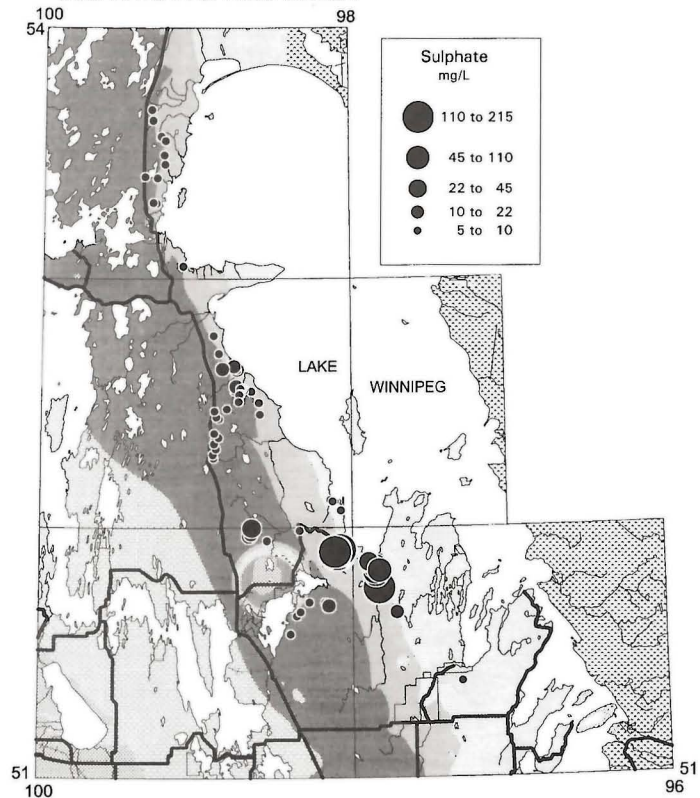 100
98
54
Sulphate
mg/L
110 to 215
45 to 110
22 to 45
10 to 22
5 to 10
LAKE
WINNIPEG
51
100
51
96